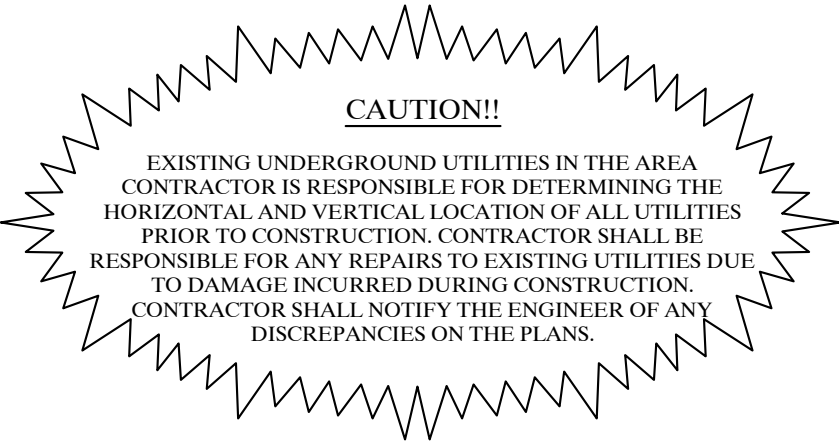 CAUTION!!
EXISTING UNDERGROUND UTILITIES IN THE AREA
CONTRACTOR IS RESPONSIBLE FOR DETERMINING THE
HORIZONTAL AND VERTICAL LOCATION OF ALL UTILITIES
PRIOR TO CONSTRUCTION. CONTRACTOR SHALL BE
RESPONSIBLE FOR ANY REPAIRS TO EXISTING UTILITIES DUE
TO DAMAGE INCURRED DURING CONSTRUCTION.
CONTRACTOR SHALL NOTIFY THE ENGINEER OF ANY
DISCREPANCIES ON THE PLANS.